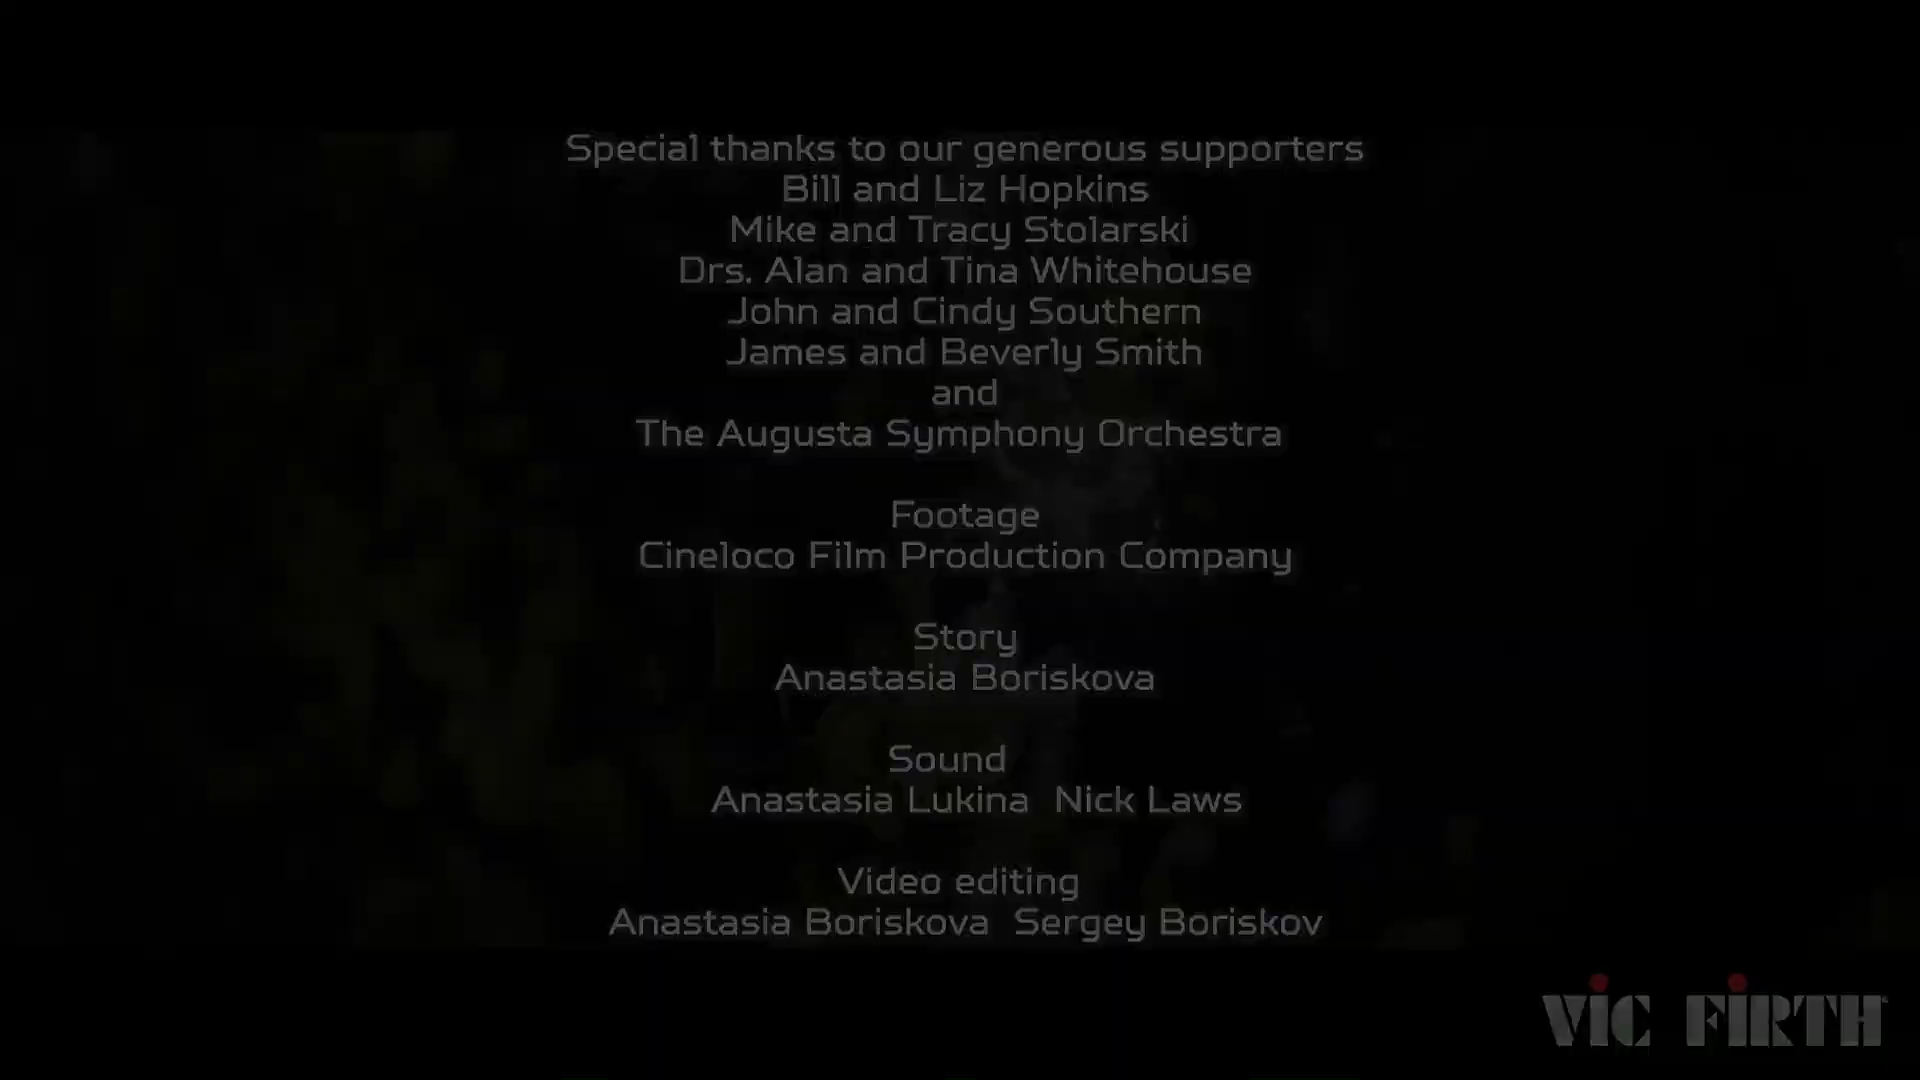 Special thanks to our generous supporters
Bill and Liz Hopkins
Mike and Tracy Stolarski
Drs. Alan and Tina Whitehouse
John and Cindy Southern
James and Beverly Smith
and
The Augusta Symphony Orchestra
Footage
Cineloco Film Production Company
Story
Anastasia Boriskova
Sound
Anastasia Lukina  Nick Laws
Video editing
Anastasia Boriskova  Sergey Boriskov
ViC FiRTH